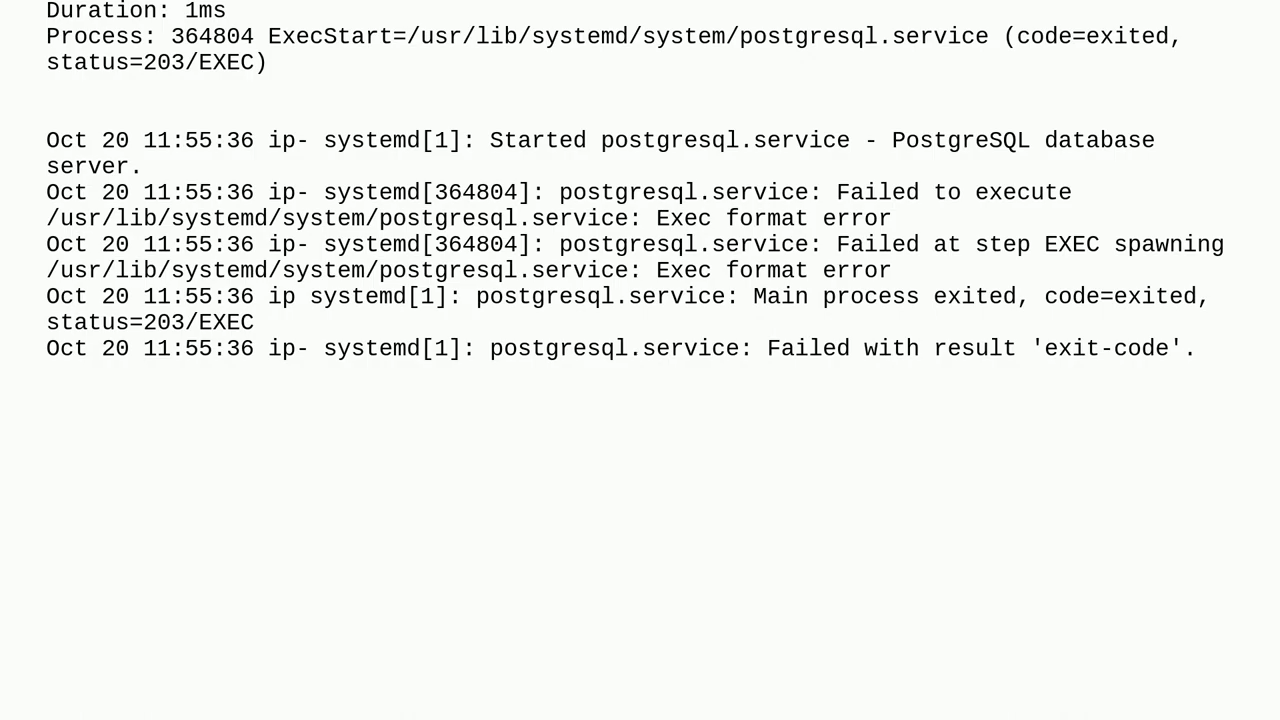 Duration: 1ms
Process: 364804 ExecStart=/usr/lib/systemd/system/postgresql.service (code=exited,
status=203/EXEC)
Oct 20 11:55:36 ip- systemd[1]: Started postgresql.service - PostgreSQL database
server.
Oct 20 11:55:36 ip- systemd[364804]: postgresql.service: Failed to execute
/usr/lib/systemd/system/postgresql.service: Exec format error
Oct 20 11:55:36 ip- systemd[364804]: postgresql.service: Failed at step EXEC spawning
/usr/lib/systemd/system/postgresql.service: Exec format error
Oct 20 11:55:36 ip systemd[1]: postgresql.service: Main process exited, code=exited,
status=203/EXEC
Oct 20 11:55:36 ip- systemd[1]: postgresql.service: Failed with result 'exit-code'.